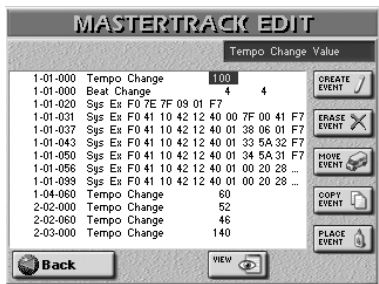 MASTERTRACK EDIT
Tempo Change Value
1-01-000 Tempo Change 100
1-01-000 Beat Change 4 4
1-01-020 Sys Ex F0 7E 7F 09 01 F7
1-01-031 Sys Ex F0 41 10 42 12 40 00 7F 00 41 F7
1-01-037 Sys Ex F0 41 10 42 12 40 01 38 06 01 F7
1-01-043 Sys Ex F0 41 10 42 12 40 01 33 5A 32 F7
1-01-050 Sys Ex F0 41 10 42 12 40 01 34 5A 31 F7
1-01-056 Sys Ex F0 41 10 42 12 40 01 00 20 28 ...
1-01-099 Sys Ex F0 41 10 42 12 40 01 00 20 28 ...
1-04-060 Tempo Change 60
2-02-000 Tempo Change 52
2-02-060 Tempo Change 46
2-03-000 Tempo Change 140
CREATE
EVENT
ERASE
EVENT
MOVE
EVENT
COPY
EVENT
PLACE
EVENT
Back
VIEW